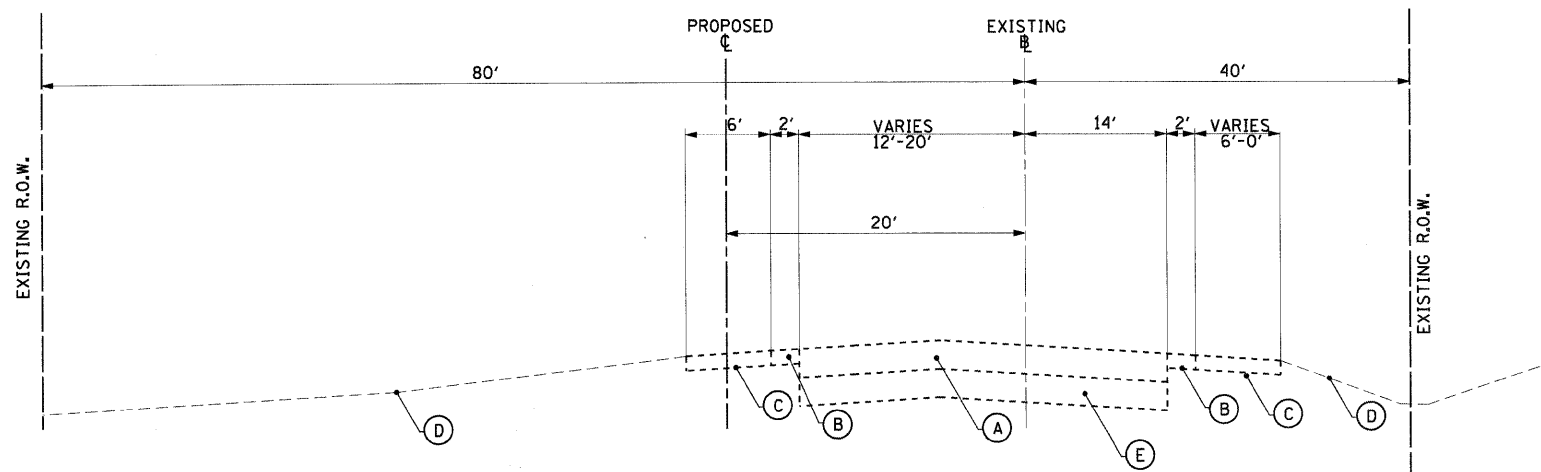 PROPOSED
℄
EXISTING
B̲L
80'
40'
6'
2'
VARIES
12'-20'
14'
2'
VARIES
6'-0'
20'
EXISTING R.O.W.
EXISTING R.O.W.
D
C
B
A
E
B
C
D